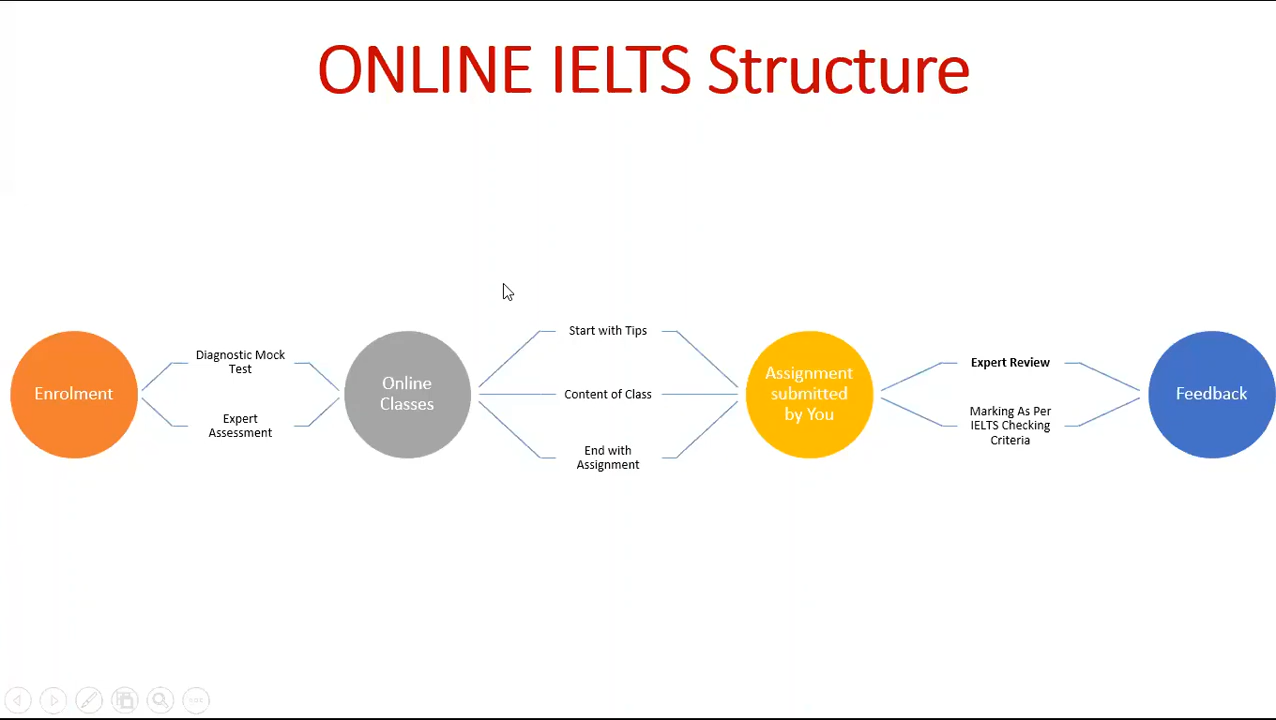 ONLINE IELTS Structure
Enrolment
Diagnostic Mock
Test
Expert
Assessment
Online
Classes
Start with Tips
Content of Class
End with
Assignment
Assignment
submitted
by You
Expert Review
Marking As Per
IELTS Checking
Criteria
Feedback